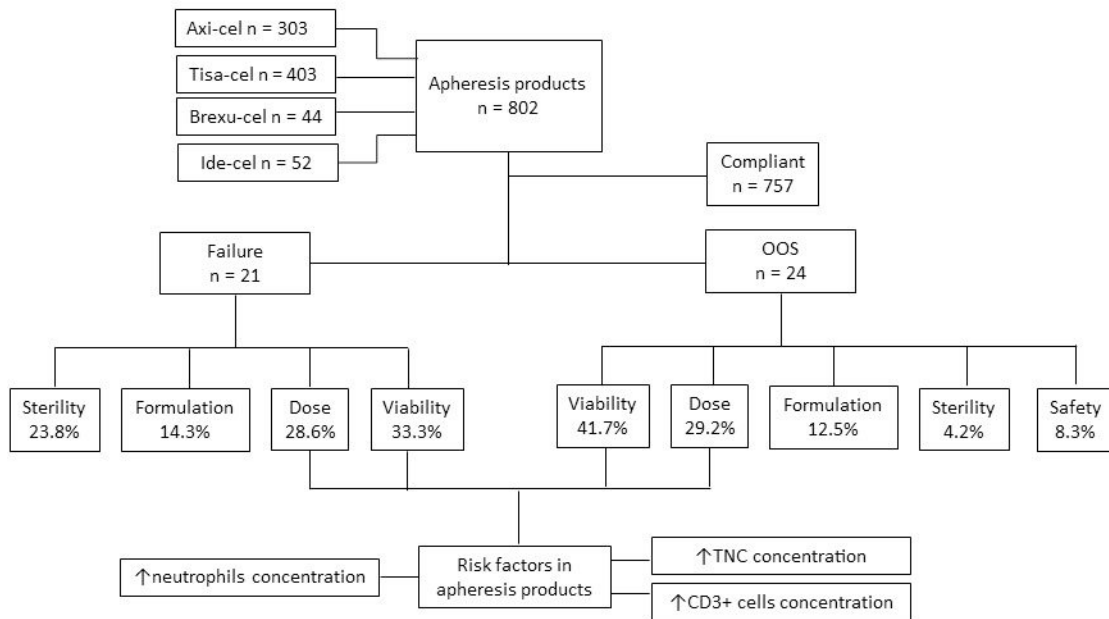 Axi-cel n = 303
Tisa-cel n = 403
Brexu-cel n = 44
Ide-cel n = 52
Apheresis products
n = 802
Compliant
n = 757
Failure
n = 21
OOS
n = 24
Sterility
23.8%
Formulation
14.3%
Dose
28.6%
Viability
33.3%
Viability
41.7%
Dose
29.2%
Formulation
12.5%
Sterility
4.2%
Safety
8.3%
↑neutrophils concentration
Risk factors in
apheresis products
↑TNC concentration
↑CD3+ cells concentration